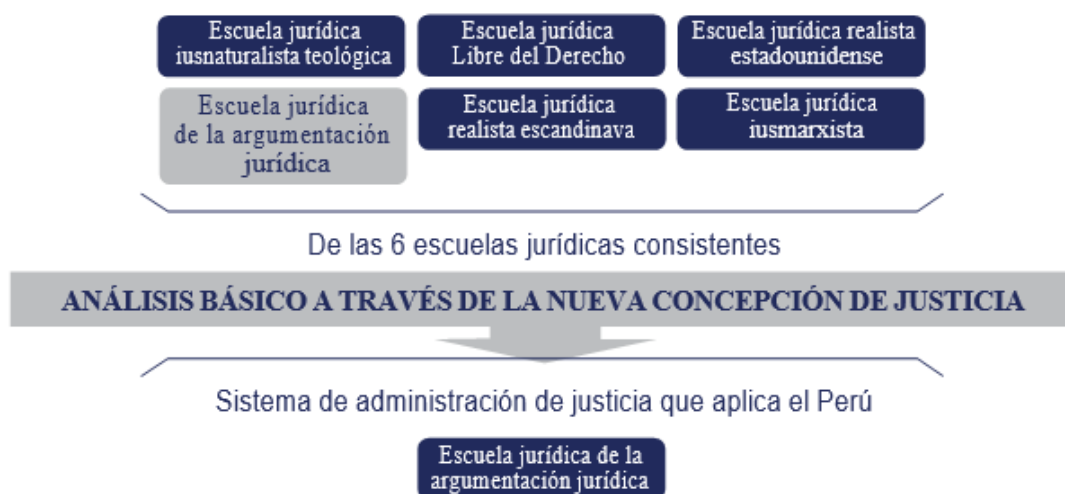 Escuela jurídica
iusnaturalista teológica
Escuela jurídica
Libre del Derecho
Escuela jurídica realista
estadounidense
Escuela jurídica
de la argumentación
jurídica
Escuela jurídica
realista escandinava
Escuela jurídica
iusmarxista
De las 6 escuelas jurídicas consistentes
ANÁLISIS BÁSICO A TRAVÉS DE LA NUEVA CONCEPCIÓN DE JUSTICIA
Sistema de administración de justicia que aplica el Perú
Escuela jurídica de la
argumentación jurídica